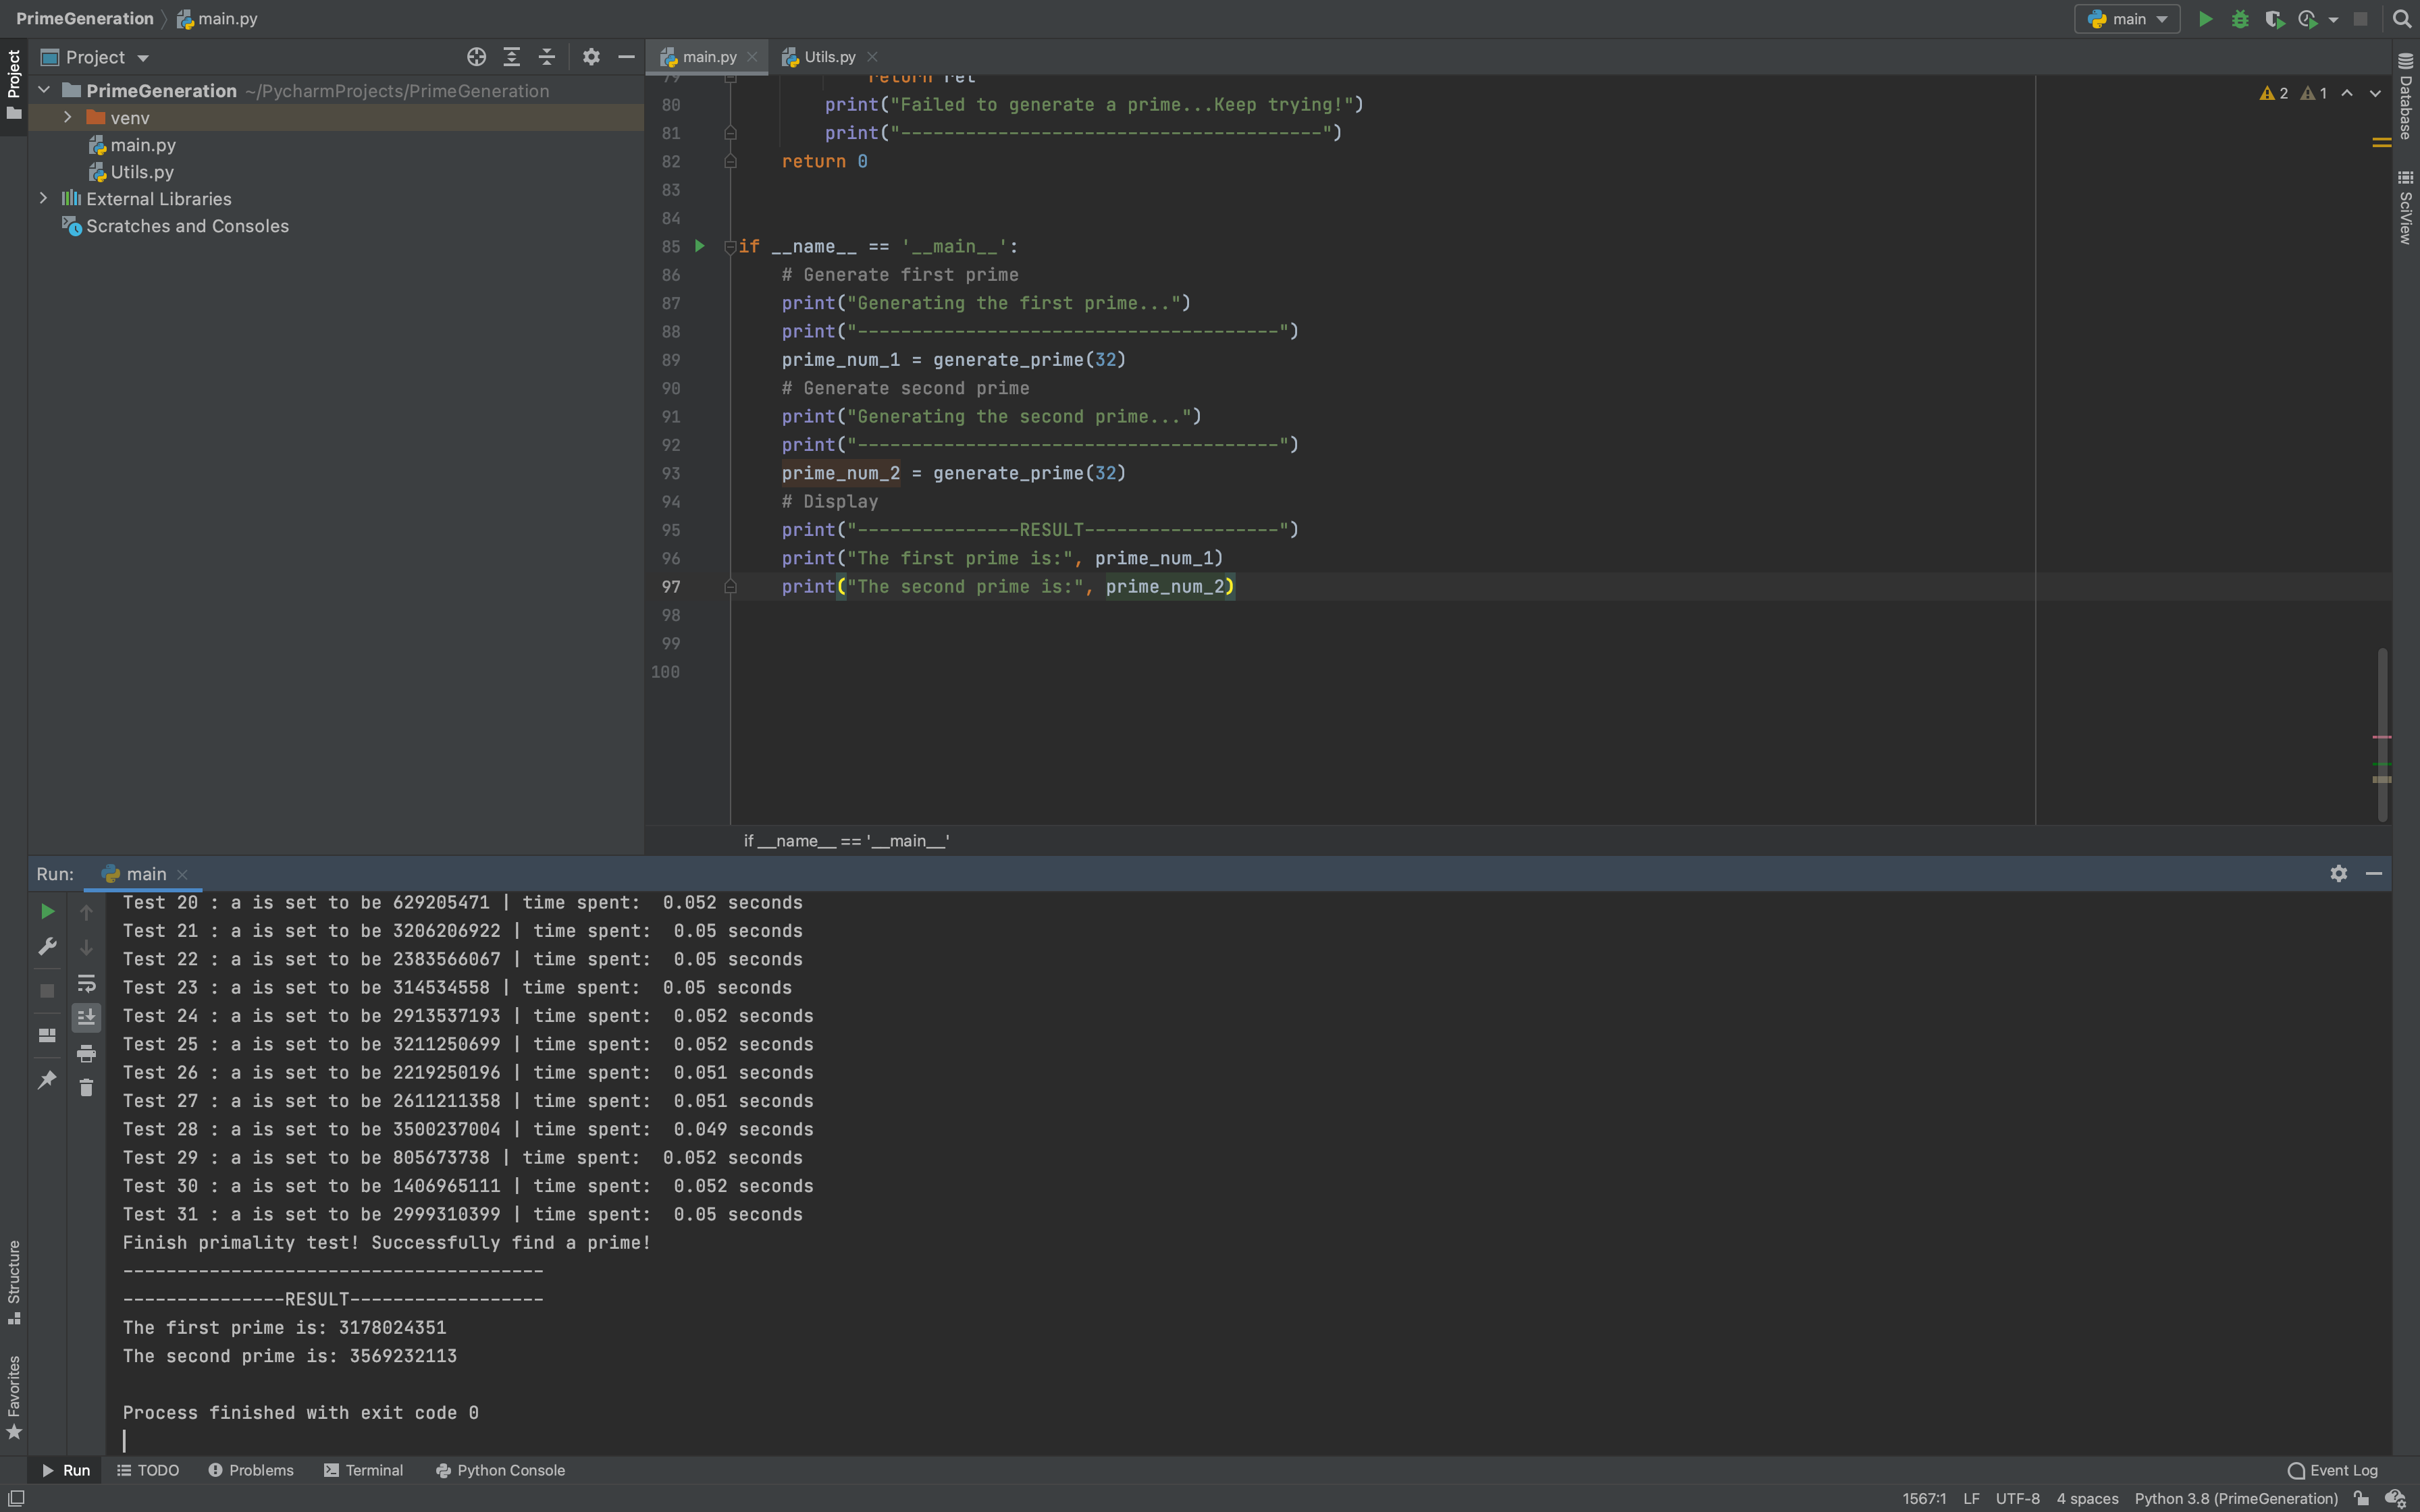 PrimeGeneration main.py
main
Project
Project
main.py
Utils.py
PrimeGeneration ~/PycharmProjects/PrimeGeneration
venv
main.py
Utils.py
External Libraries
Scratches and Consoles
79 return ret
80 print("Failed to generate a prime...Keep trying!")
81 print("---------------------------------------")
82 return 0
83
84
85 if __name__ == '__main__':
86 # Generate first prime
87 print("Generating the first prime...")
88 print("---------------------------------------")
89 prime_num_1 = generate_prime(32)
90 # Generate second prime
91 print("Generating the second prime...")
92 print("---------------------------------------")
93 prime_num_2 = generate_prime(32)
94 # Display
95 print("---------------RESULT------------------")
96 print("The first prime is:", prime_num_1)
97 print("The second prime is:", prime_num_2)
98
99
100
2 1
Database
SciView
if __name__ == '__main__'
Run: main
Test 20 : a is set to be 629205471 | time spent:  0.052 seconds
Test 21 : a is set to be 3206206922 | time spent:  0.05 seconds
Test 22 : a is set to be 2383566067 | time spent:  0.05 seconds
Test 23 : a is set to be 314534558 | time spent:  0.05 seconds
Test 24 : a is set to be 2913537193 | time spent:  0.052 seconds
Test 25 : a is set to be 3211250699 | time spent:  0.052 seconds
Test 26 : a is set to be 2219250196 | time spent:  0.051 seconds
Test 27 : a is set to be 2611211358 | time spent:  0.051 seconds
Test 28 : a is set to be 3500237004 | time spent:  0.049 seconds
Test 29 : a is set to be 805673738 | time spent:  0.052 seconds
Test 30 : a is set to be 1406965111 | time spent:  0.052 seconds
Test 31 : a is set to be 2999310399 | time spent:  0.05 seconds
Finish primality test! Successfully find a prime!
---------------------------------------
---------------RESULT------------------
The first prime is: 3178024351
The second prime is: 3569232113
Process finished with exit code 0
Structure
Favorites
Run TODO Problems Terminal Python Console Event Log
1567:1 LF UTF-8 4 spaces Python 3.8 (PrimeGeneration)